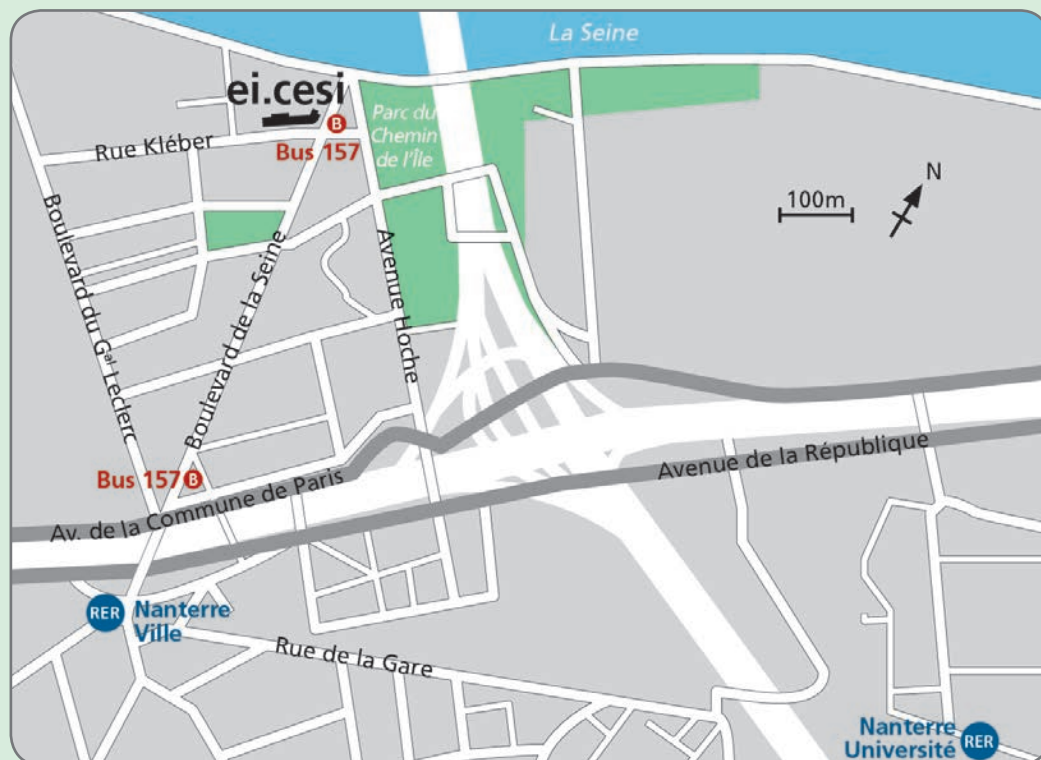 La Seine
ei.cesi
Parc du
Chemin
de l'Île
B
Rue Kléber
Bus 157
N
100m
Boulevard du Gal Leclerc
Boulevard de la Seine
Avenue Hoche
Bus 157 B
Av. de la Commune de Paris
Avenue de la République
RER Nanterre
Ville
Rue de la Gare
Nanterre
Université RER